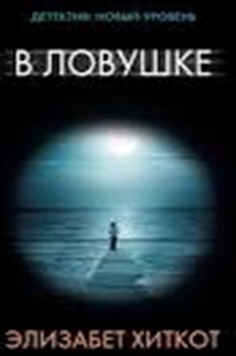 ДЕТЕКТИВ: НОВЫЙ УРОВЕНЬ
В ЛОВУШКЕ
ЭЛИЗАБЕТ ХИТКОТ